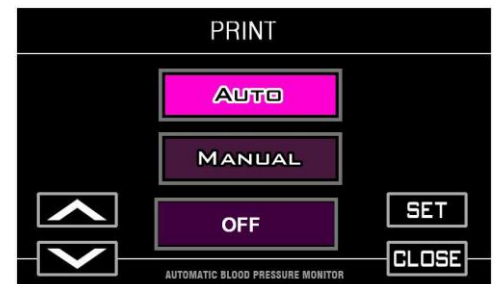 PRINT
AUTO
MANUAL
OFF
SET
CLOSE
AUTOMATIC BLOOD PRESSURE MONITOR